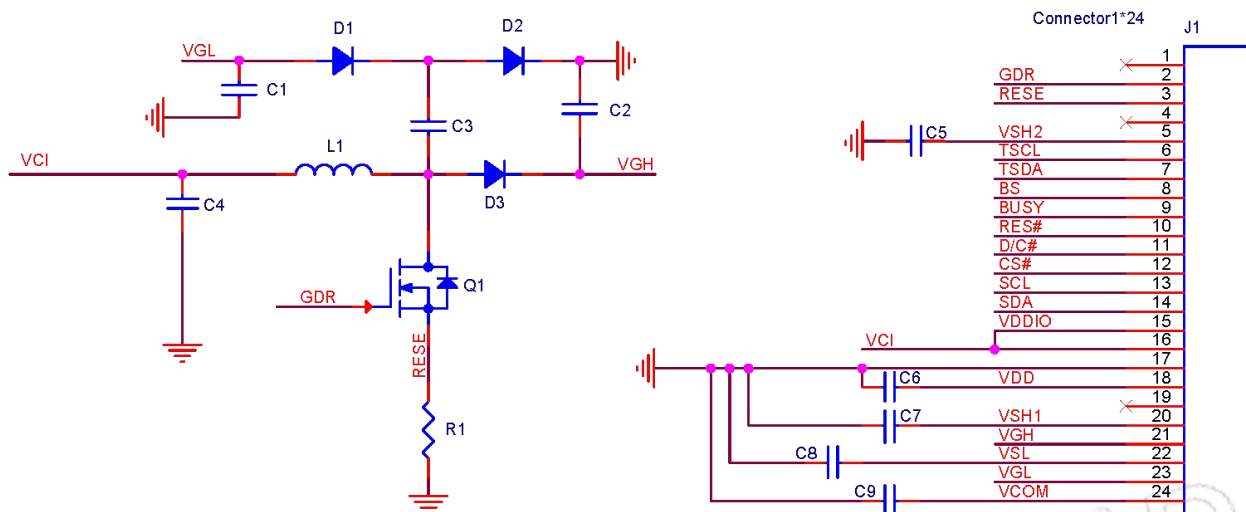 Connector1*24
J1
D1
D2
VGL
C1
C2
C3
L1
VCI
VGH
D3
C4
Q1
GDR
RESE
R1
1
GDR 2
RESE 3
4
C5 VSH2 5
TSCL 6
TSDA 7
BS 8
BUSY 9
RES# 10
D/C# 11
CS# 12
SCL 13
SDA 14
VDDIO 15
VCI 16
17
C6 VDD 18
19
C7 VSH1 20
VGH 21
C8 VSL 22
VGL 23
C9 VCOM 24